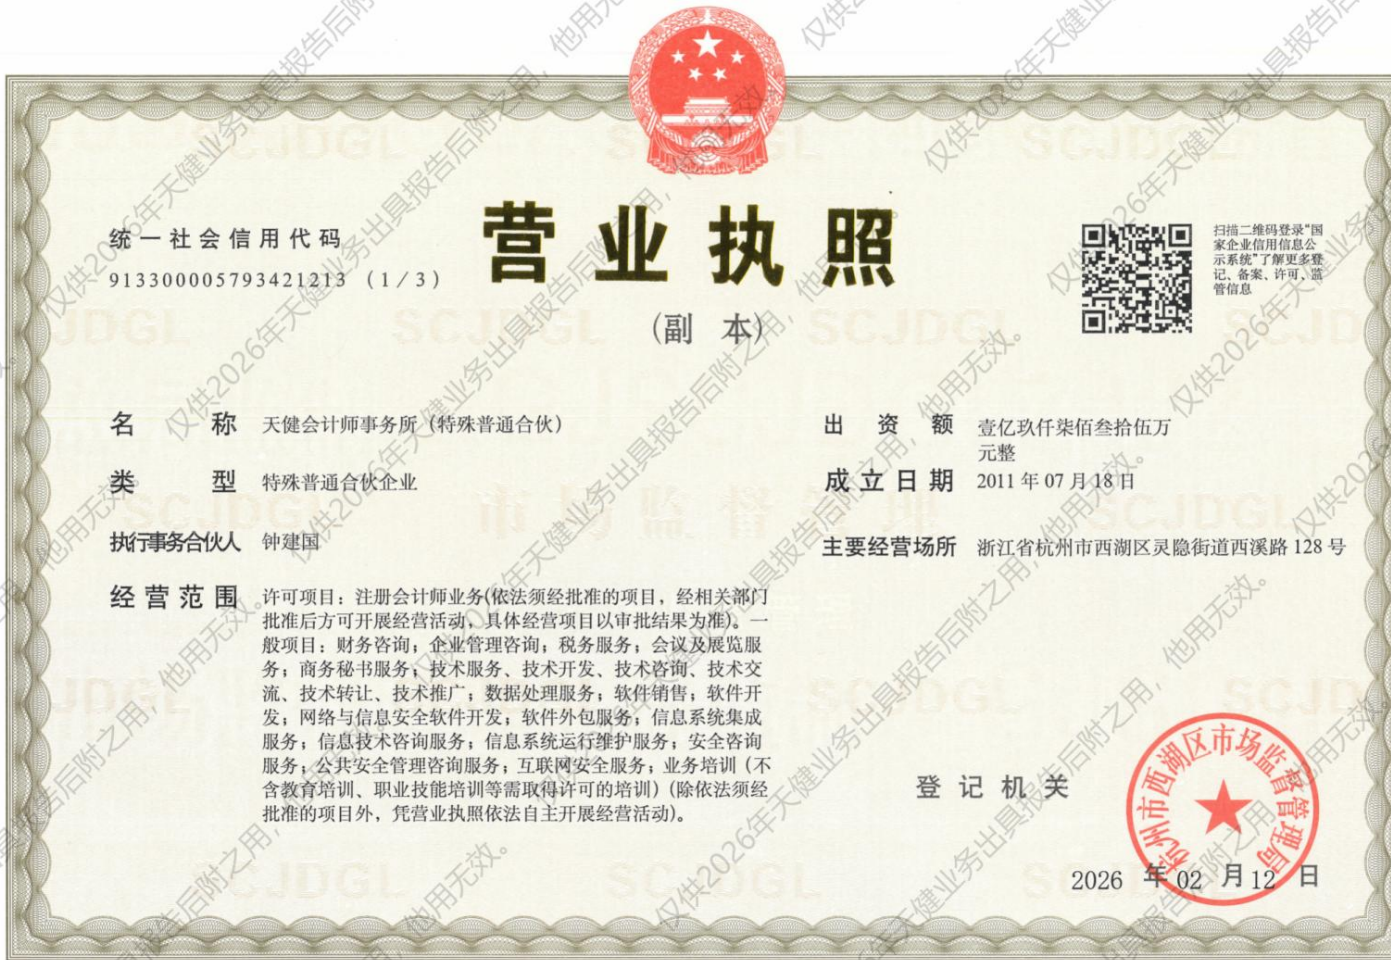 营业执照
(副 本)
统一社会信用代码
913300005793421213 (1/3)
扫描二维码登录“国
家企业信用信息公
示系统”了解更多登
记、备案、许可、监
管信息
名 称 天健会计师事务所（特殊普通合伙）
类 型 特殊普通合伙企业
执行事务合伙人 钟建国
经营范围 许可项目：注册会计师业务(依法须经批准的项目，经相关部门
批准后方可开展经营活动，具体经营项目以审批结果为准)。一
般项目：财务咨询；企业管理咨询；税务服务；会议及展览服
务；商务秘书服务；技术服务、技术开发、技术咨询、技术交
流、技术转让、技术推广；数据处理服务；软件销售；软件开
发；网络与信息安全软件开发；软件外包服务；信息系统集成
服务；信息技术咨询服务；信息系统运行维护服务；安全咨询
服务；公共安全管理咨询服务；互联网安全服务；业务培训（不
含教育培训、职业技能培训等需取得许可的培训）(除依法须经
批准的项目外，凭营业执照依法自主开展经营活动)。
出资额 壹亿玖仟柒佰叁拾伍万
元整
成立日期 2011年07月18日
主要经营场所 浙江省杭州市西湖区灵隐街道西溪路128号
登记机关
杭州市西湖区市场监督管理局
2026 年 02 月 12 日
仅供2026年天健业务出具报告后附之用，他用无效。
SCJDGL
市场监督管理